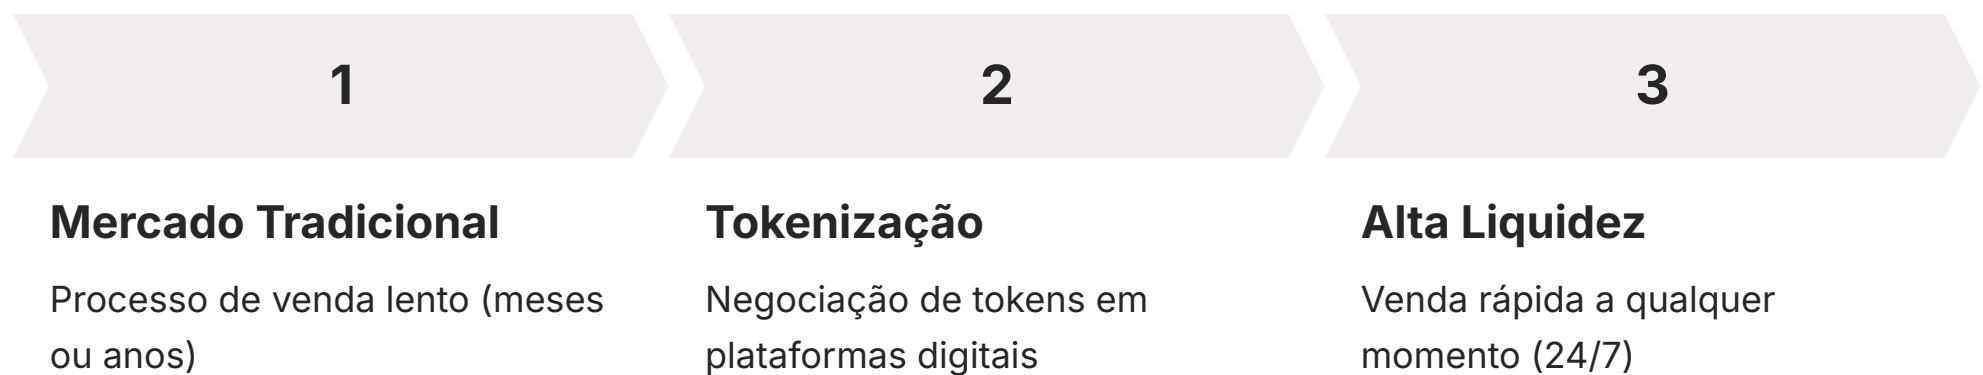 1
Mercado Tradicional
Processo de venda lento (meses
ou anos)
2
Tokenização
Negociação de tokens em
plataformas digitais
3
Alta Liquidez
Venda rápida a qualquer
momento (24/7)